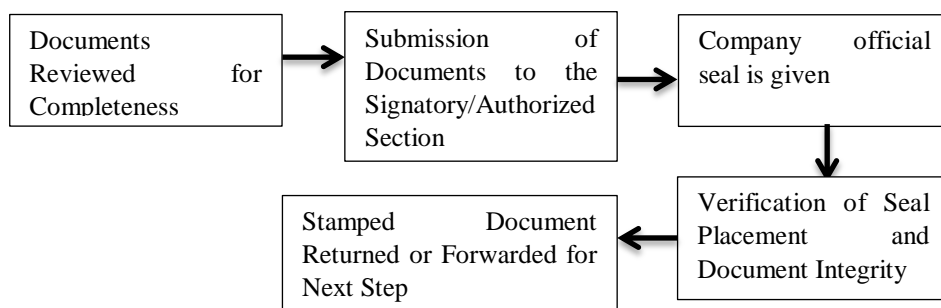 Documents
Reviewed for
Completeness
Submission of
Documents to the
Signatory/Authorized
Section
Company official
seal is given
Verification of Seal
Placement and
Document Integrity
Stamped Document
Returned or Forwarded for
Next Step